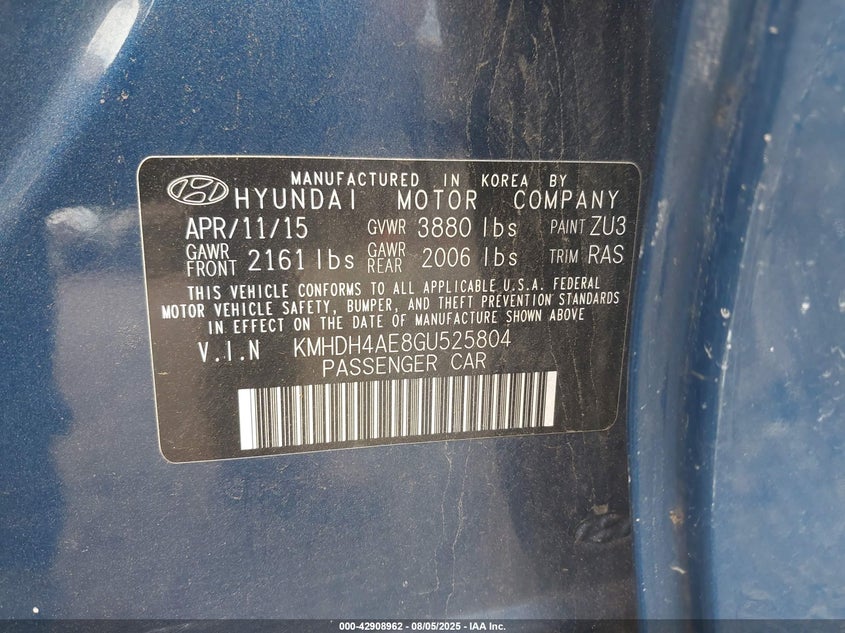 MANUFACTURED IN KOREA BY
HYUNDAI MOTOR COMPANY
APR/11/15 GVWR 3880 lbs PAINT ZU3
GAWR FRONT 2161 lbs GAWR REAR 2006 lbs TRIM RAS
THIS VEHICLE CONFORMS TO ALL APPLICABLE U.S.A. FEDERAL
MOTOR VEHICLE SAFETY, BUMPER, AND THEFT PREVENTION STANDARDS
IN EFFECT ON THE DATE OF MANUFACTURE SHOWN ABOVE
V.I.N KMHDH4AE8GU525804
PASSENGER CAR
000-42908962 - 08/05/2025 - IAA Inc.